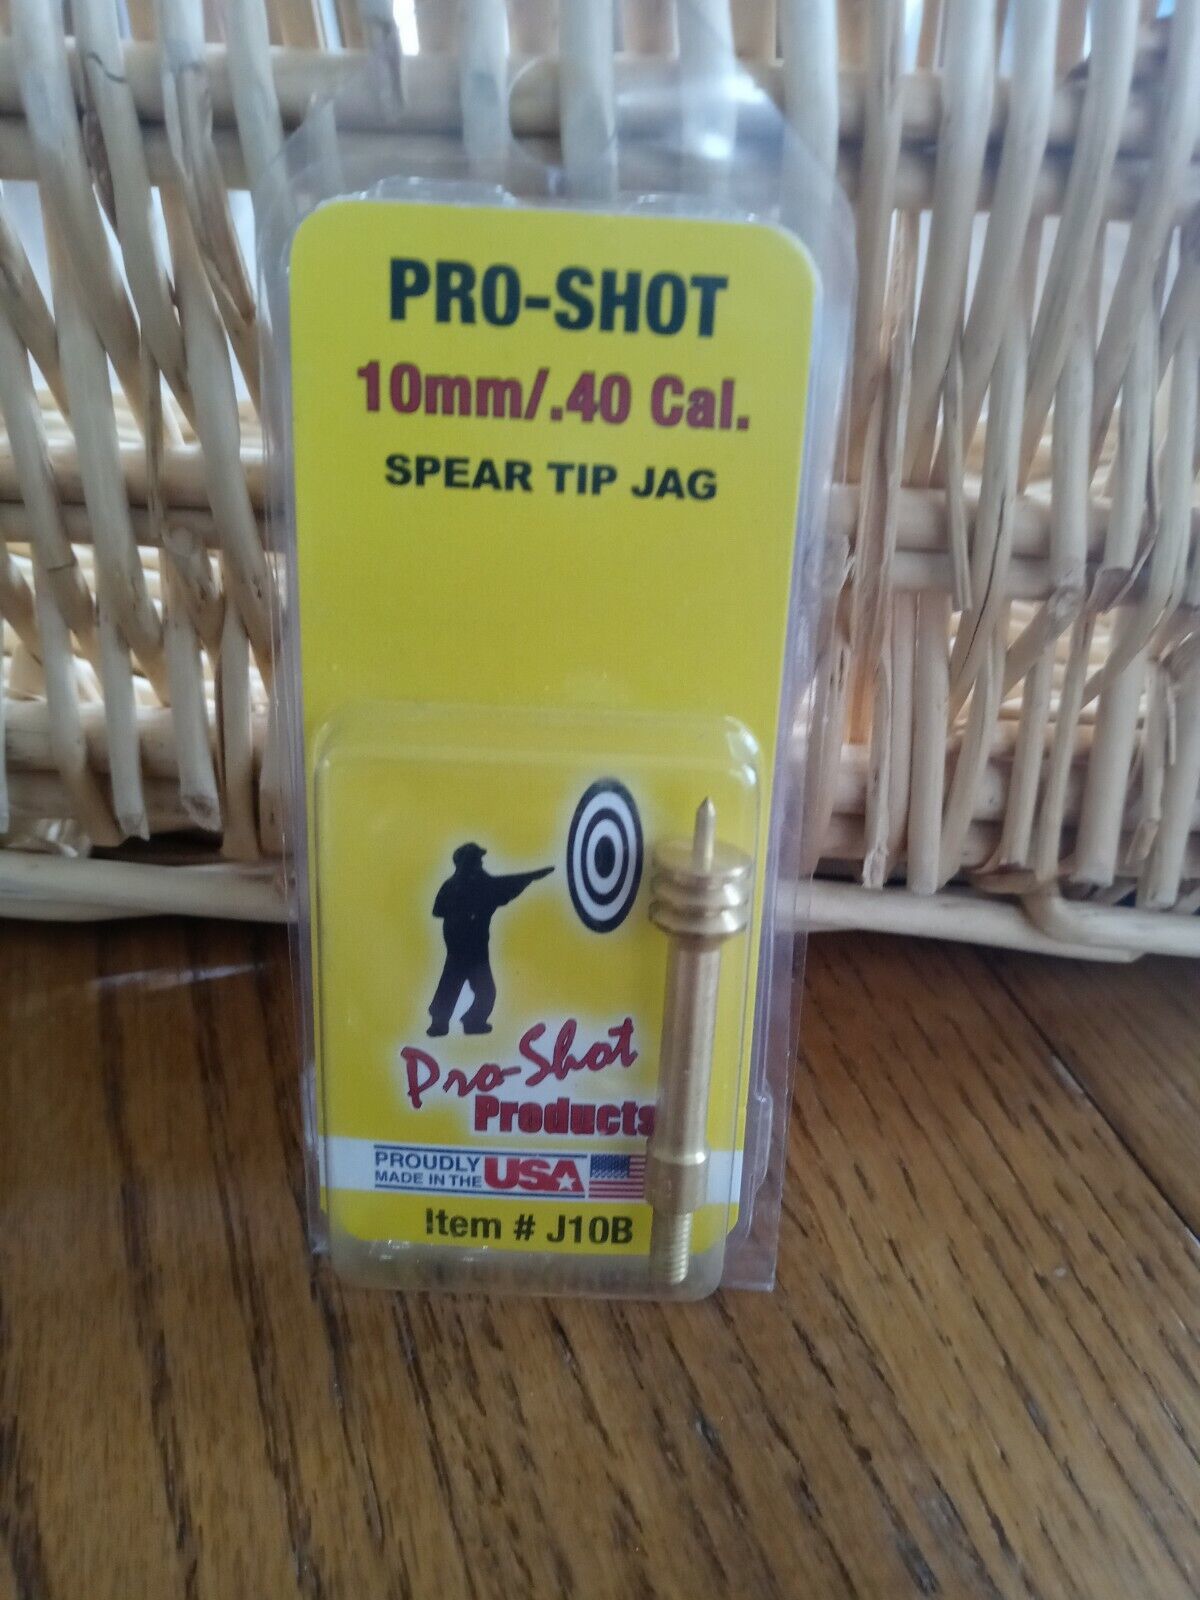 PRO-SHOT
10mm/.40 Cal.
SPEAR TIP JAG
Pro-Shot
Products
PROUDLY
MADE IN THE
USA
Item # J10B